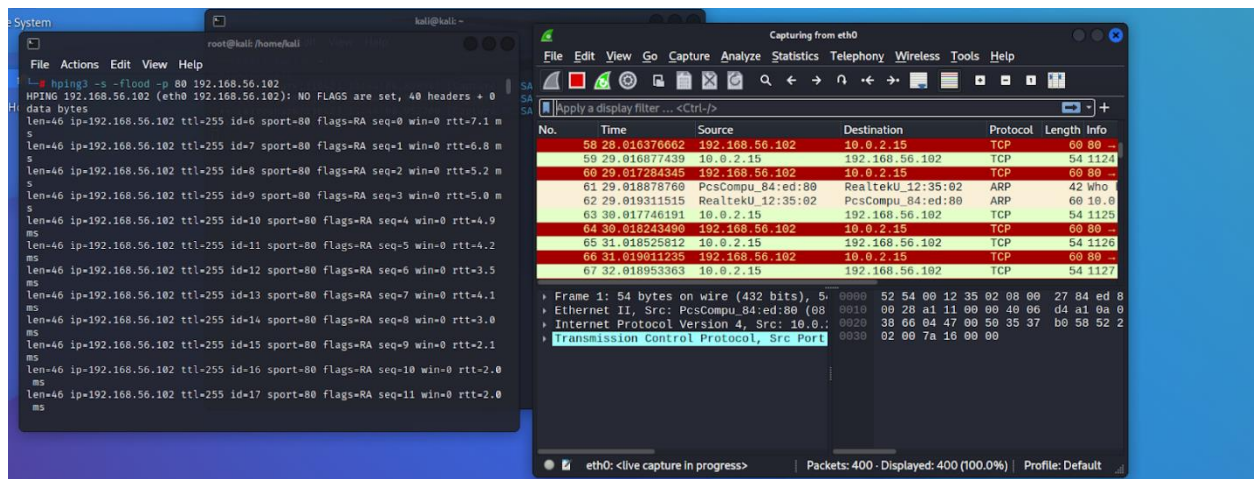 System
kali@kali: ~
root@kali: /home/kali
File Actions Edit View Help
# hping3 -s -flood -p 80 192.168.56.102
HPING 192.168.56.102 (eth0 192.168.56.102): NO FLAGS are set, 40 headers + 0
data bytes
len=46 ip=192.168.56.102 ttl=255 id=6 sport=80 flags=RA seq=0 win=0 rtt=7.1 m
s
len=46 ip=192.168.56.102 ttl=255 id=7 sport=80 flags=RA seq=1 win=0 rtt=6.8 m
s
len=46 ip=192.168.56.102 ttl=255 id=8 sport=80 flags=RA seq=2 win=0 rtt=5.2 m
s
len=46 ip=192.168.56.102 ttl=255 id=9 sport=80 flags=RA seq=3 win=0 rtt=5.0 m
s
len=46 ip=192.168.56.102 ttl=255 id=10 sport=80 flags=RA seq=4 win=0 rtt=4.9
ms
len=46 ip=192.168.56.102 ttl=255 id=11 sport=80 flags=RA seq=5 win=0 rtt=4.2
ms
len=46 ip=192.168.56.102 ttl=255 id=12 sport=80 flags=RA seq=6 win=0 rtt=3.5
ms
len=46 ip=192.168.56.102 ttl=255 id=13 sport=80 flags=RA seq=7 win=0 rtt=4.1
ms
len=46 ip=192.168.56.102 ttl=255 id=14 sport=80 flags=RA seq=8 win=0 rtt=3.0
ms
len=46 ip=192.168.56.102 ttl=255 id=15 sport=80 flags=RA seq=9 win=0 rtt=2.1
ms
len=46 ip=192.168.56.102 ttl=255 id=16 sport=80 flags=RA seq=10 win=0 rtt=2.0
ms
len=46 ip=192.168.56.102 ttl=255 id=17 sport=80 flags=RA seq=11 win=0 rtt=2.0
ms
SA
SA
SA
Capturing from eth0
File Edit View Go Capture Analyze Statistics Telephony Wireless Tools Help
Apply a display filter ... <Ctrl-/>
No. Time Source Destination Protocol Length Info
58 28.016376662 192.168.56.102 10.0.2.15 TCP 60 80 →
59 29.016877439 10.0.2.15 192.168.56.102 TCP 54 1124
60 29.017284345 192.168.56.102 10.0.2.15 TCP 60 80 →
61 29.018878760 PcsCompu_84:ed:80 RealtekU_12:35:02 ARP 42 Who
62 29.019311515 RealtekU_12:35:02 PcsCompu_84:ed:80 ARP 60 10.0
63 30.017746191 10.0.2.15 192.168.56.102 TCP 54 1125
64 30.018243490 192.168.56.102 10.0.2.15 TCP 60 80 →
65 31.018525812 10.0.2.15 192.168.56.102 TCP 54 1126
66 31.019011235 192.168.56.102 10.0.2.15 TCP 60 80 →
67 32.018953363 10.0.2.15 192.168.56.102 TCP 54 1127
Frame 1: 54 bytes on wire (432 bits), 5
Ethernet II, Src: PcsCompu_84:ed:80 (08
Internet Protocol Version 4, Src: 10.0.
Transmission Control Protocol, Src Port
0000 52 54 00 12 35 02 08 00 27 84 ed 8
0010 00 28 a1 11 00 00 40 06 d4 a1 0a 0
0020 38 66 04 47 00 50 35 37 b0 58 52 2
0030 02 00 7a 16 00 00
eth0: <live capture in progress>
Packets: 400 · Displayed: 400 (100.0%)
Profile: Default